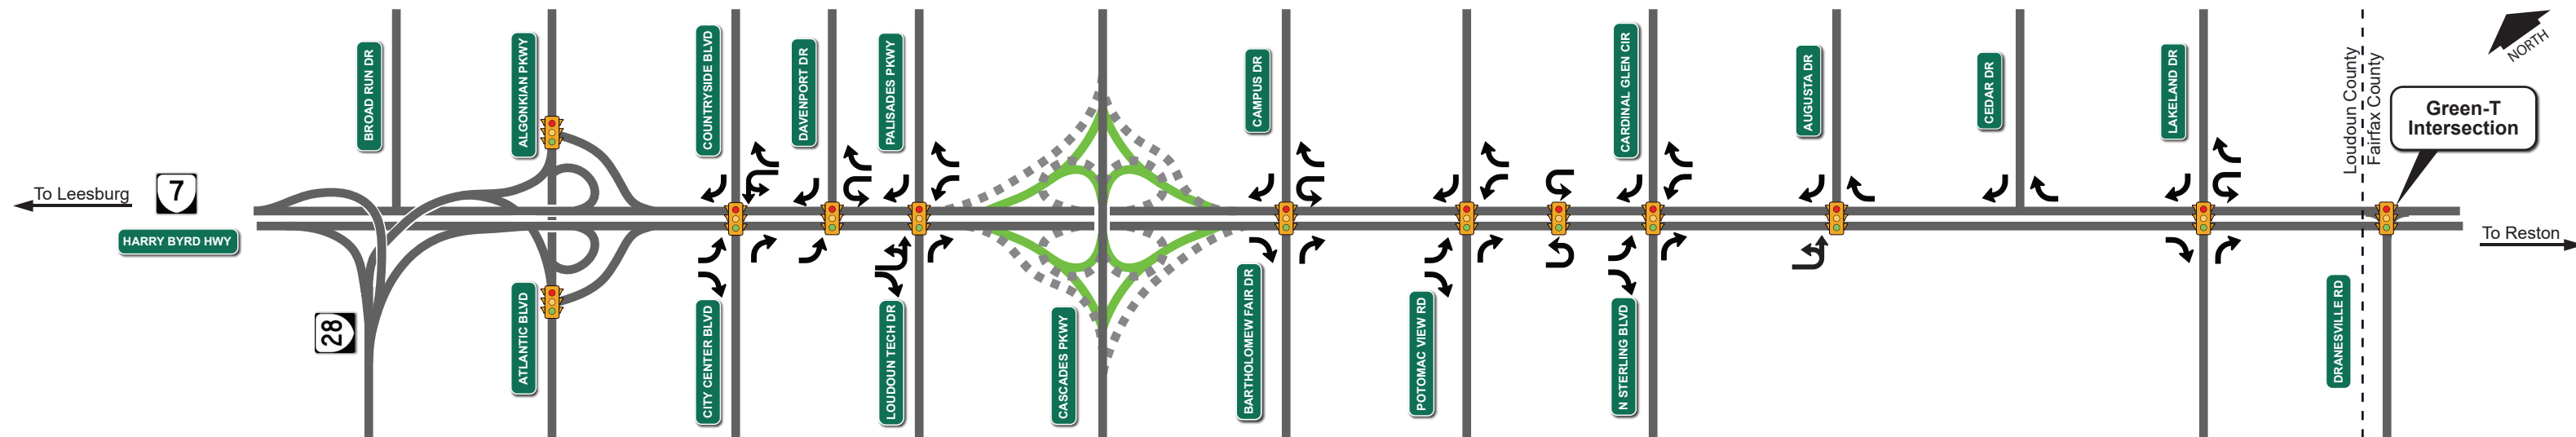 BROAD RUN DR
ALGONKIAN PKWY
COUNTRYSIDE BLVD
DAVENPORT DR
PALISADES PKWY
CAMPUS DR
CARDINAL GLEN CIR
AUGUSTA DR
CEDAR DR
LAKELAND DR
Loudoun County
Fairfax County
NORTH
Green-T
Intersection
To Leesburg
7
HARRY BYRD HWY
To Reston
28
ATLANTIC BLVD
CITY CENTER BLVD
LOUDOUN TECH DR
CASCADES PKWY
BARTHOLOMEW FAIR DR
POTOMAC VIEW RD
N STERLING BLVD
DRANESVILLE RD